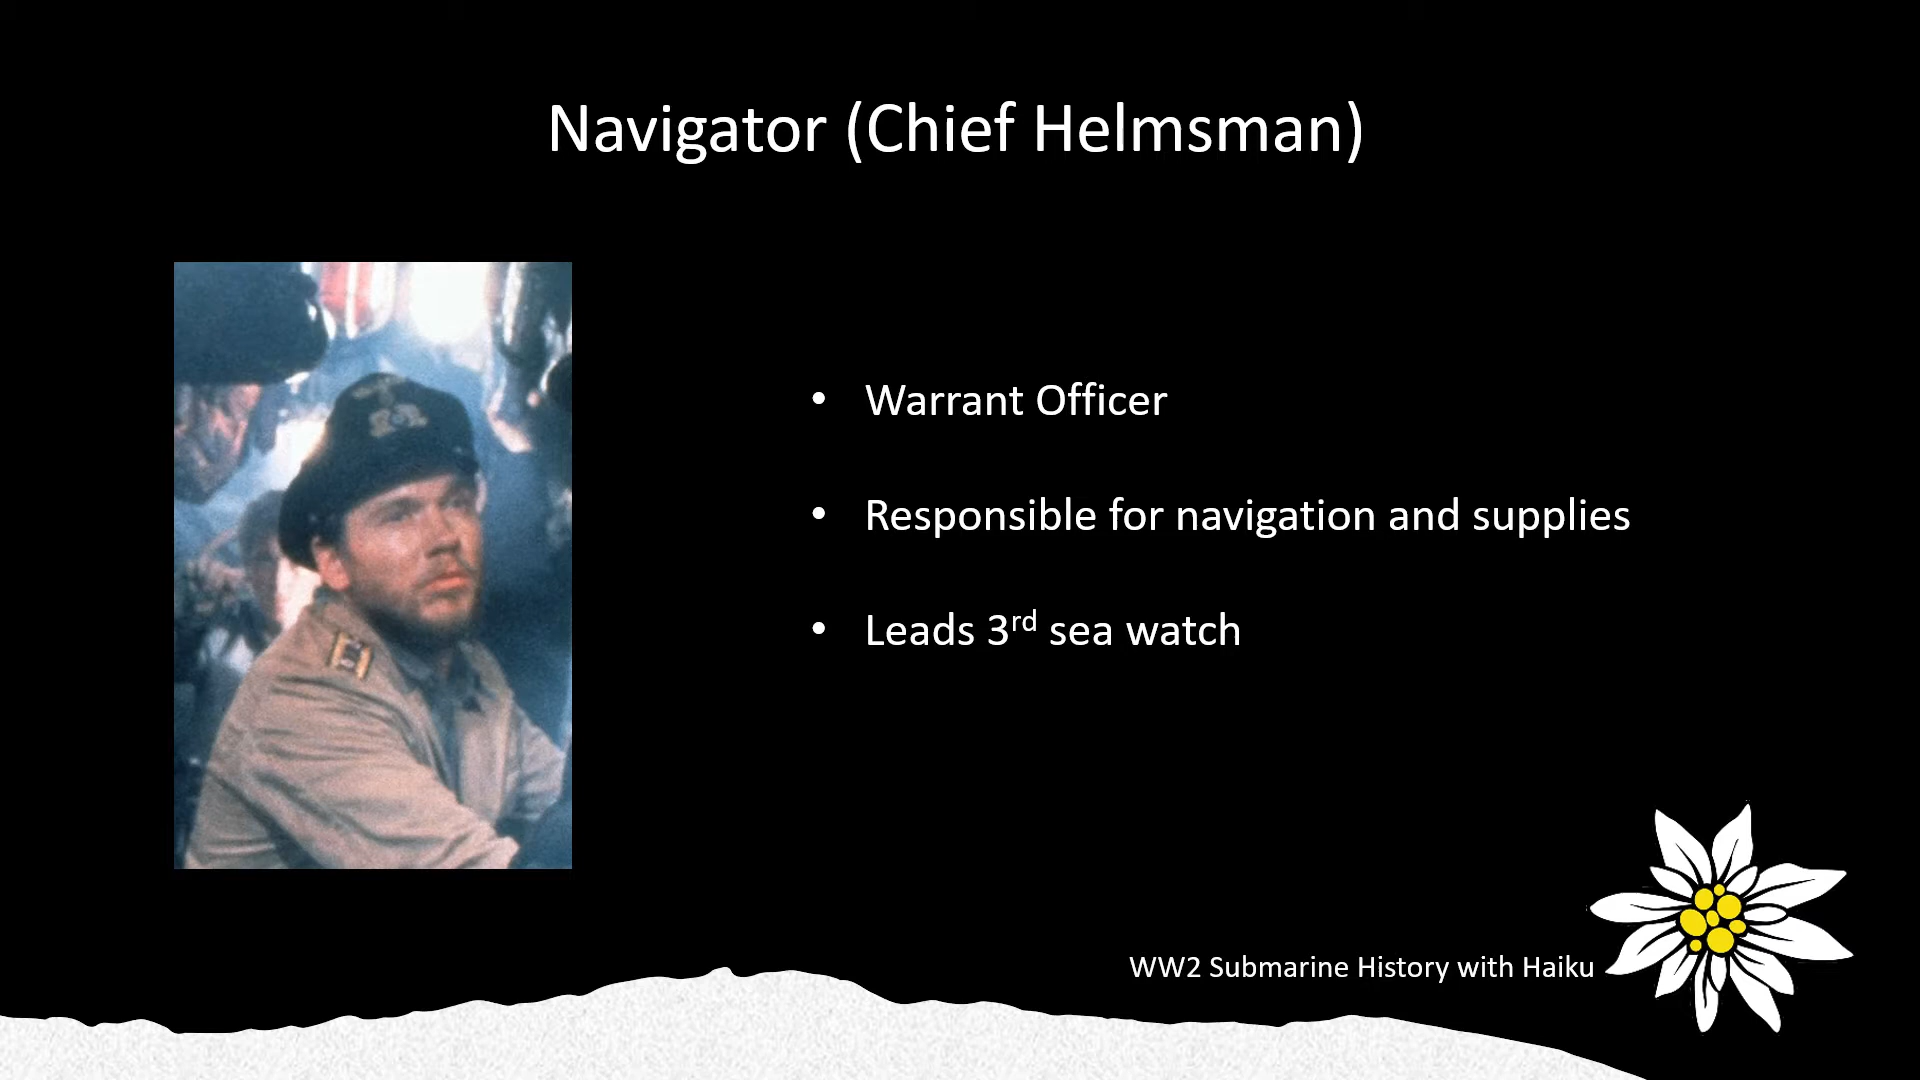 Navigator (Chief Helmsman)
• Warrant Officer
• Responsible for navigation and supplies
• Leads 3rd sea watch
WW2 Submarine History with Haiku